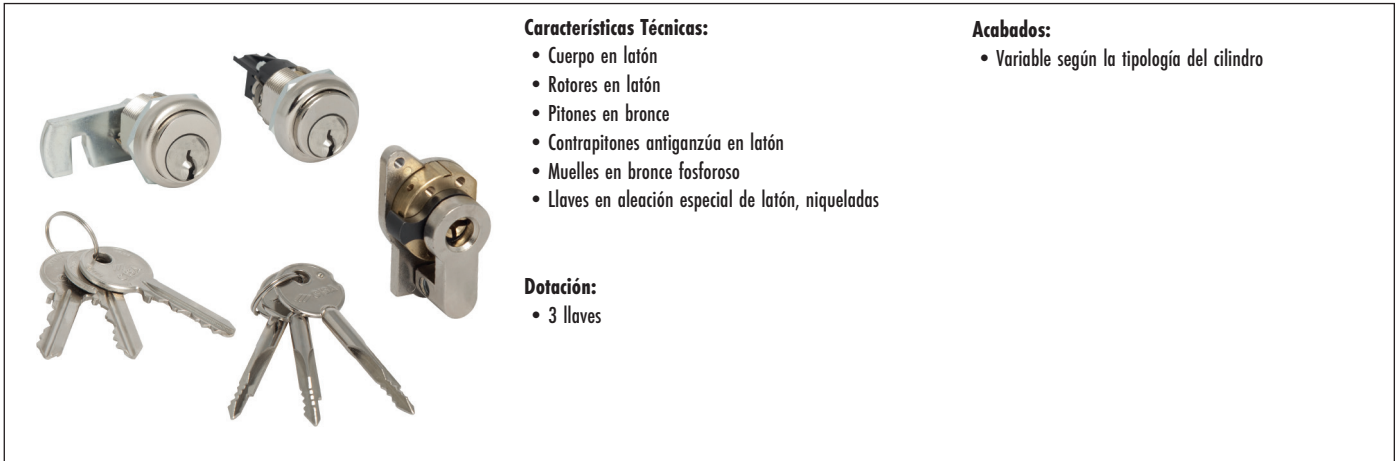 Características Técnicas:
• Cuerpo en latón
• Rotores en latón
• Pitones en bronce
• Contrapitones antiganzúa en latón
• Muelles en bronce fosforoso
• Llaves en aleación especial de latón, niqueladas
Dotación:
• 3 llaves
Acabados:
• Variable según la tipología del cilindro